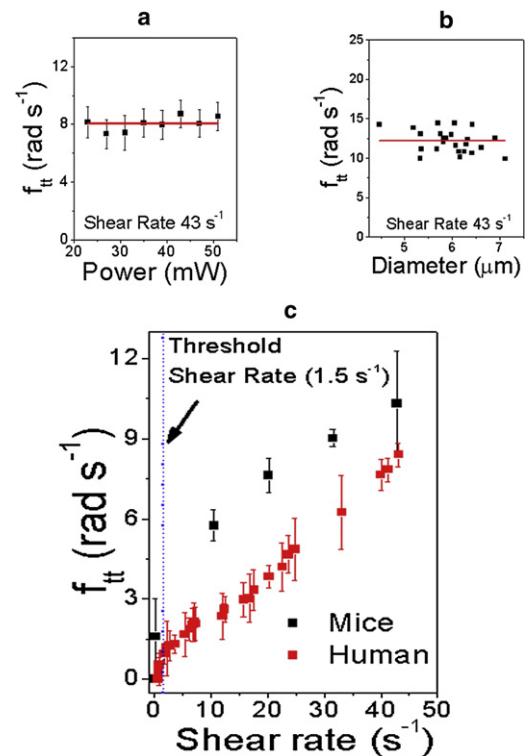 a
f_tt (rad s⁻¹)
12
8
4
0
Shear Rate 43 s⁻¹
20 30 40 50
Power (mW)
b
f_tt (rad s⁻¹)
25
20
15
10
5
0
Shear Rate 43 s⁻¹
5 6 7
Diameter (μm)
c
f_tt (rad s⁻¹)
12
9
6
3
0
Threshold
Shear Rate (1.5 s⁻¹)
Mice
Human
0 10 20 30 40 50
Shear rate (s⁻¹)